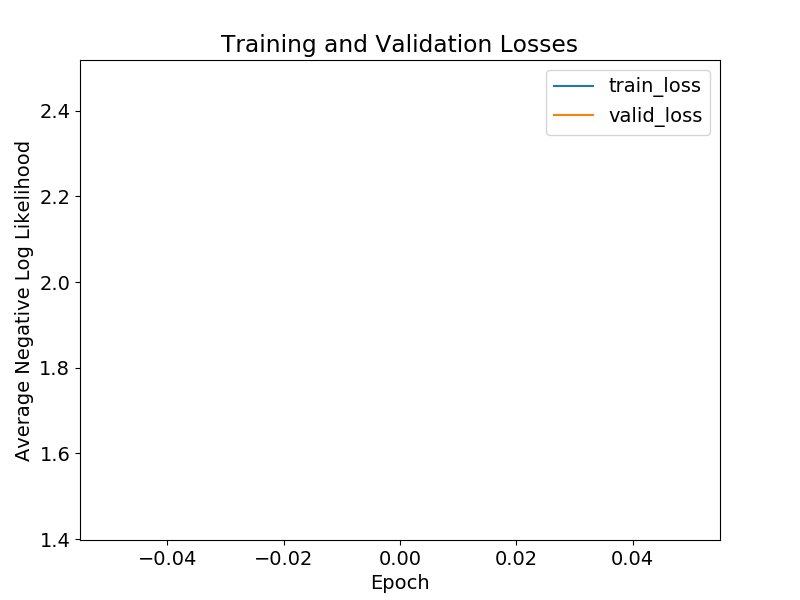 Training and Validation Losses
train_loss
valid_loss
Average Negative Log Likelihood
2.4
2.2
2.0
1.8
1.6
1.4
−0.04
−0.02
0.00
0.02
0.04
Epoch